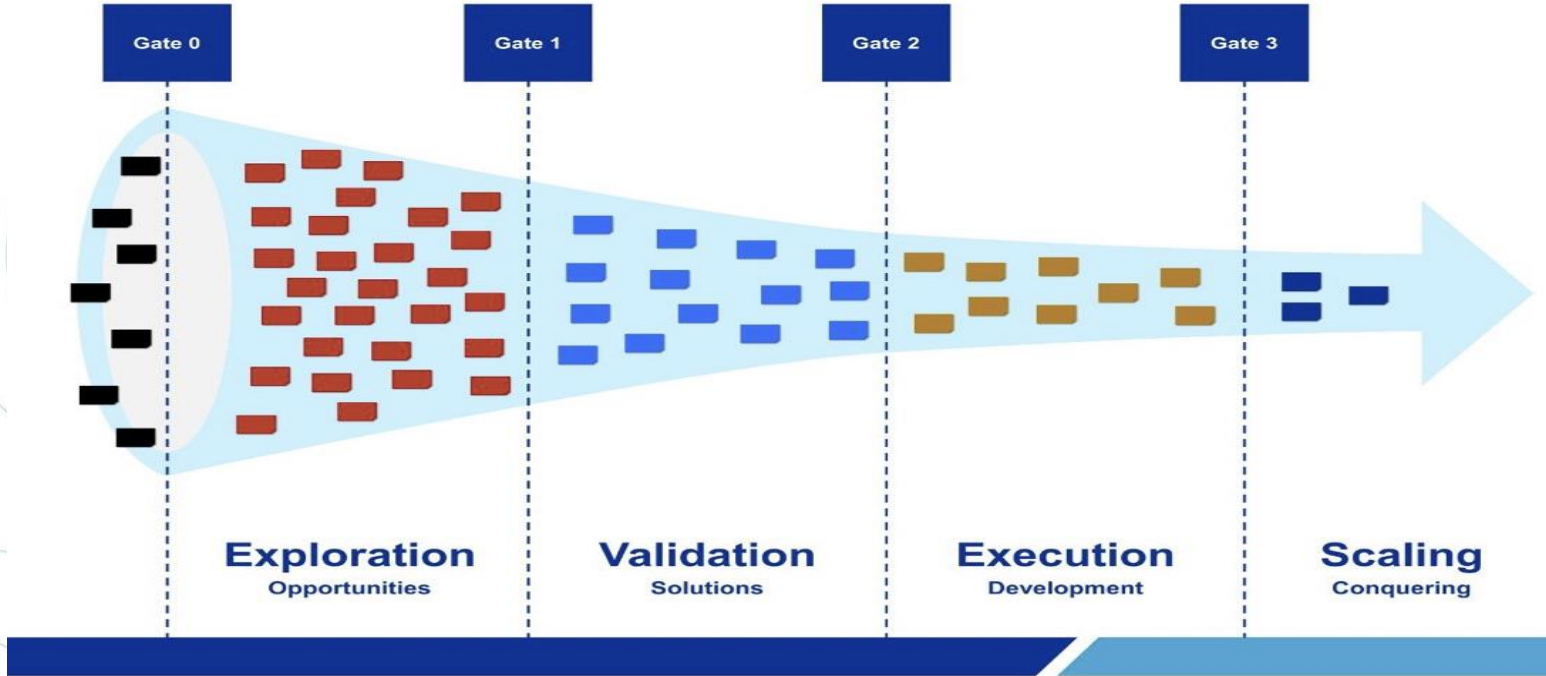 Gate 0
Gate 1
Gate 2
Gate 3
Exploration
Opportunities
Validation
Solutions
Execution
Development
Scaling
Conquering